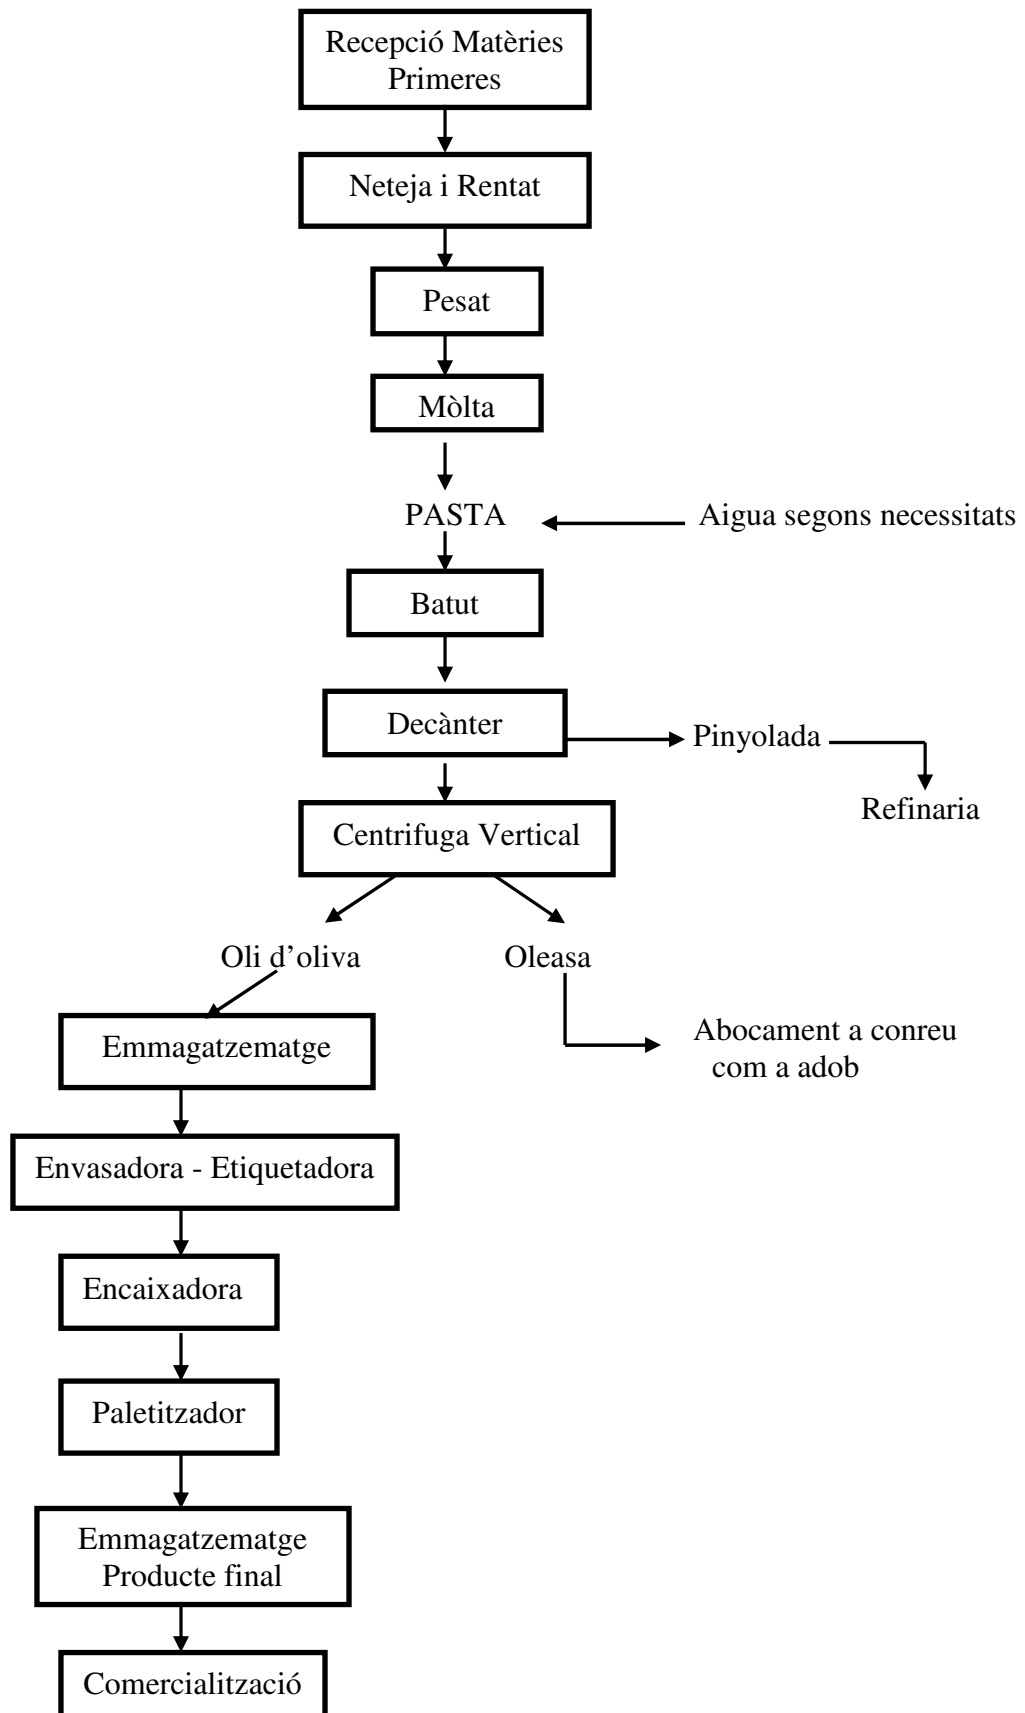 Recepció Matèries
Primeres
Neteja i Rentat
Pesat
Mòlta
PASTA
Aigua segons necessitats
Batut
Decànter
Pinyolada
Refinaria
Centrifuga Vertical
Oli d’oliva
Oleasa
Emmagatzematge
Abocament a conreu
com a adob
Envasadora - Etiquetadora
Encaixadora
Paletitzador
Emmagatzematge
Producte final
Comercialització